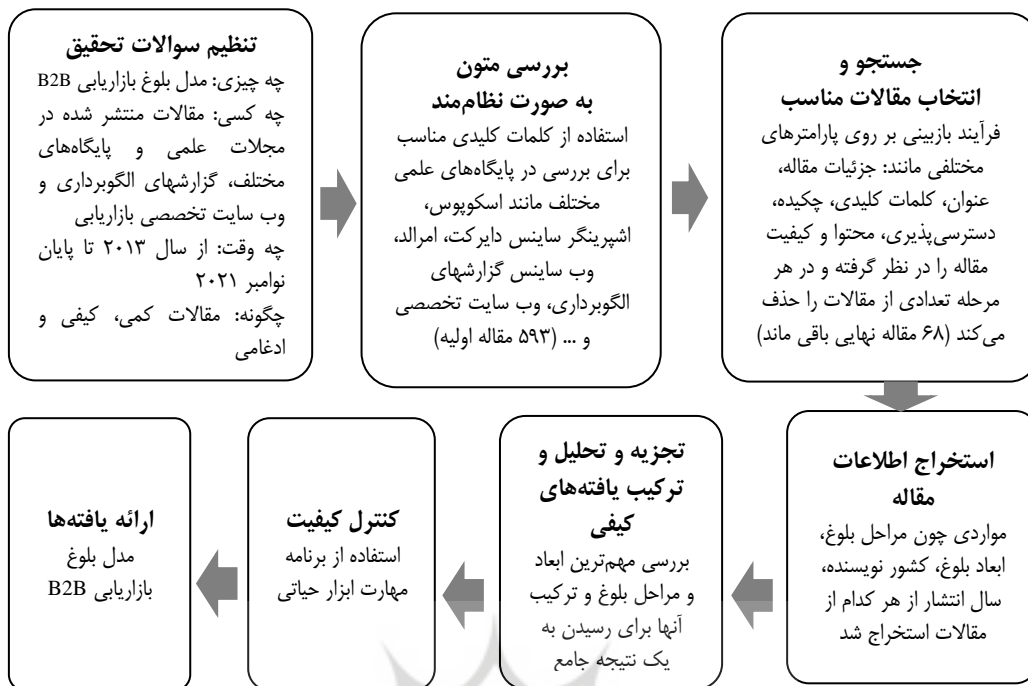 تنظیم سوالات تحقیق
چه چیزی: مدل بلوغ بازاریابی B2B
چه کسی: مقالات منتشر شده در
مجلات علمی و پایگاه‌های
مختلف، گزارشهای الگوبرداری و
وب سایت تخصصی بازاریابی
چه وقت: از سال ۲۰۱۳ تا پایان
نوامبر ۲۰۲۱
چگونه: مقالات کمی، کیفی و
ادغامی
بررسی متون
به صورت نظام‌مند
استفاده از کلمات کلیدی مناسب
برای بررسی در پایگاه‌های علمی
مختلف مانند اسکوپوس،
اشپرینگر ساینس دایرکت، امرالد،
وب ساینس گزارشهای
الگوبرداری، وب سایت تخصصی
و ... (۵۹۳ مقاله اولیه)
جستجو و
انتخاب مقالات مناسب
فرآیند بازبینی بر روی پارامترهای
مختلفی مانند: جزئیات مقاله،
عنوان، کلمات کلیدی، چکیده،
دسترسی‌پذیری، محتوا و کیفیت
مقاله را در نظر گرفته و در هر
مرحله تعدادی از مقالات را حذف
می‌کند (۶۸ مقاله نهایی باقی ماند)
استخراج اطلاعات
مقاله
مواردی چون مراحل بلوغ،
ابعاد بلوغ، کشور نویسنده،
سال انتشار از هر کدام از
مقالات استخراج شد
تجزیه و تحلیل و
ترکیب یافته‌های
کیفی
بررسی مهم‌ترین ابعاد
و مراحل بلوغ و ترکیب
آنها برای رسیدن به
یک نتیجه جامع
کنترل کیفیت
استفاده از برنامه
مهارت ابزار حیاتی
ارائه یافته‌ها
مدل بلوغ
بازاریابی B2B